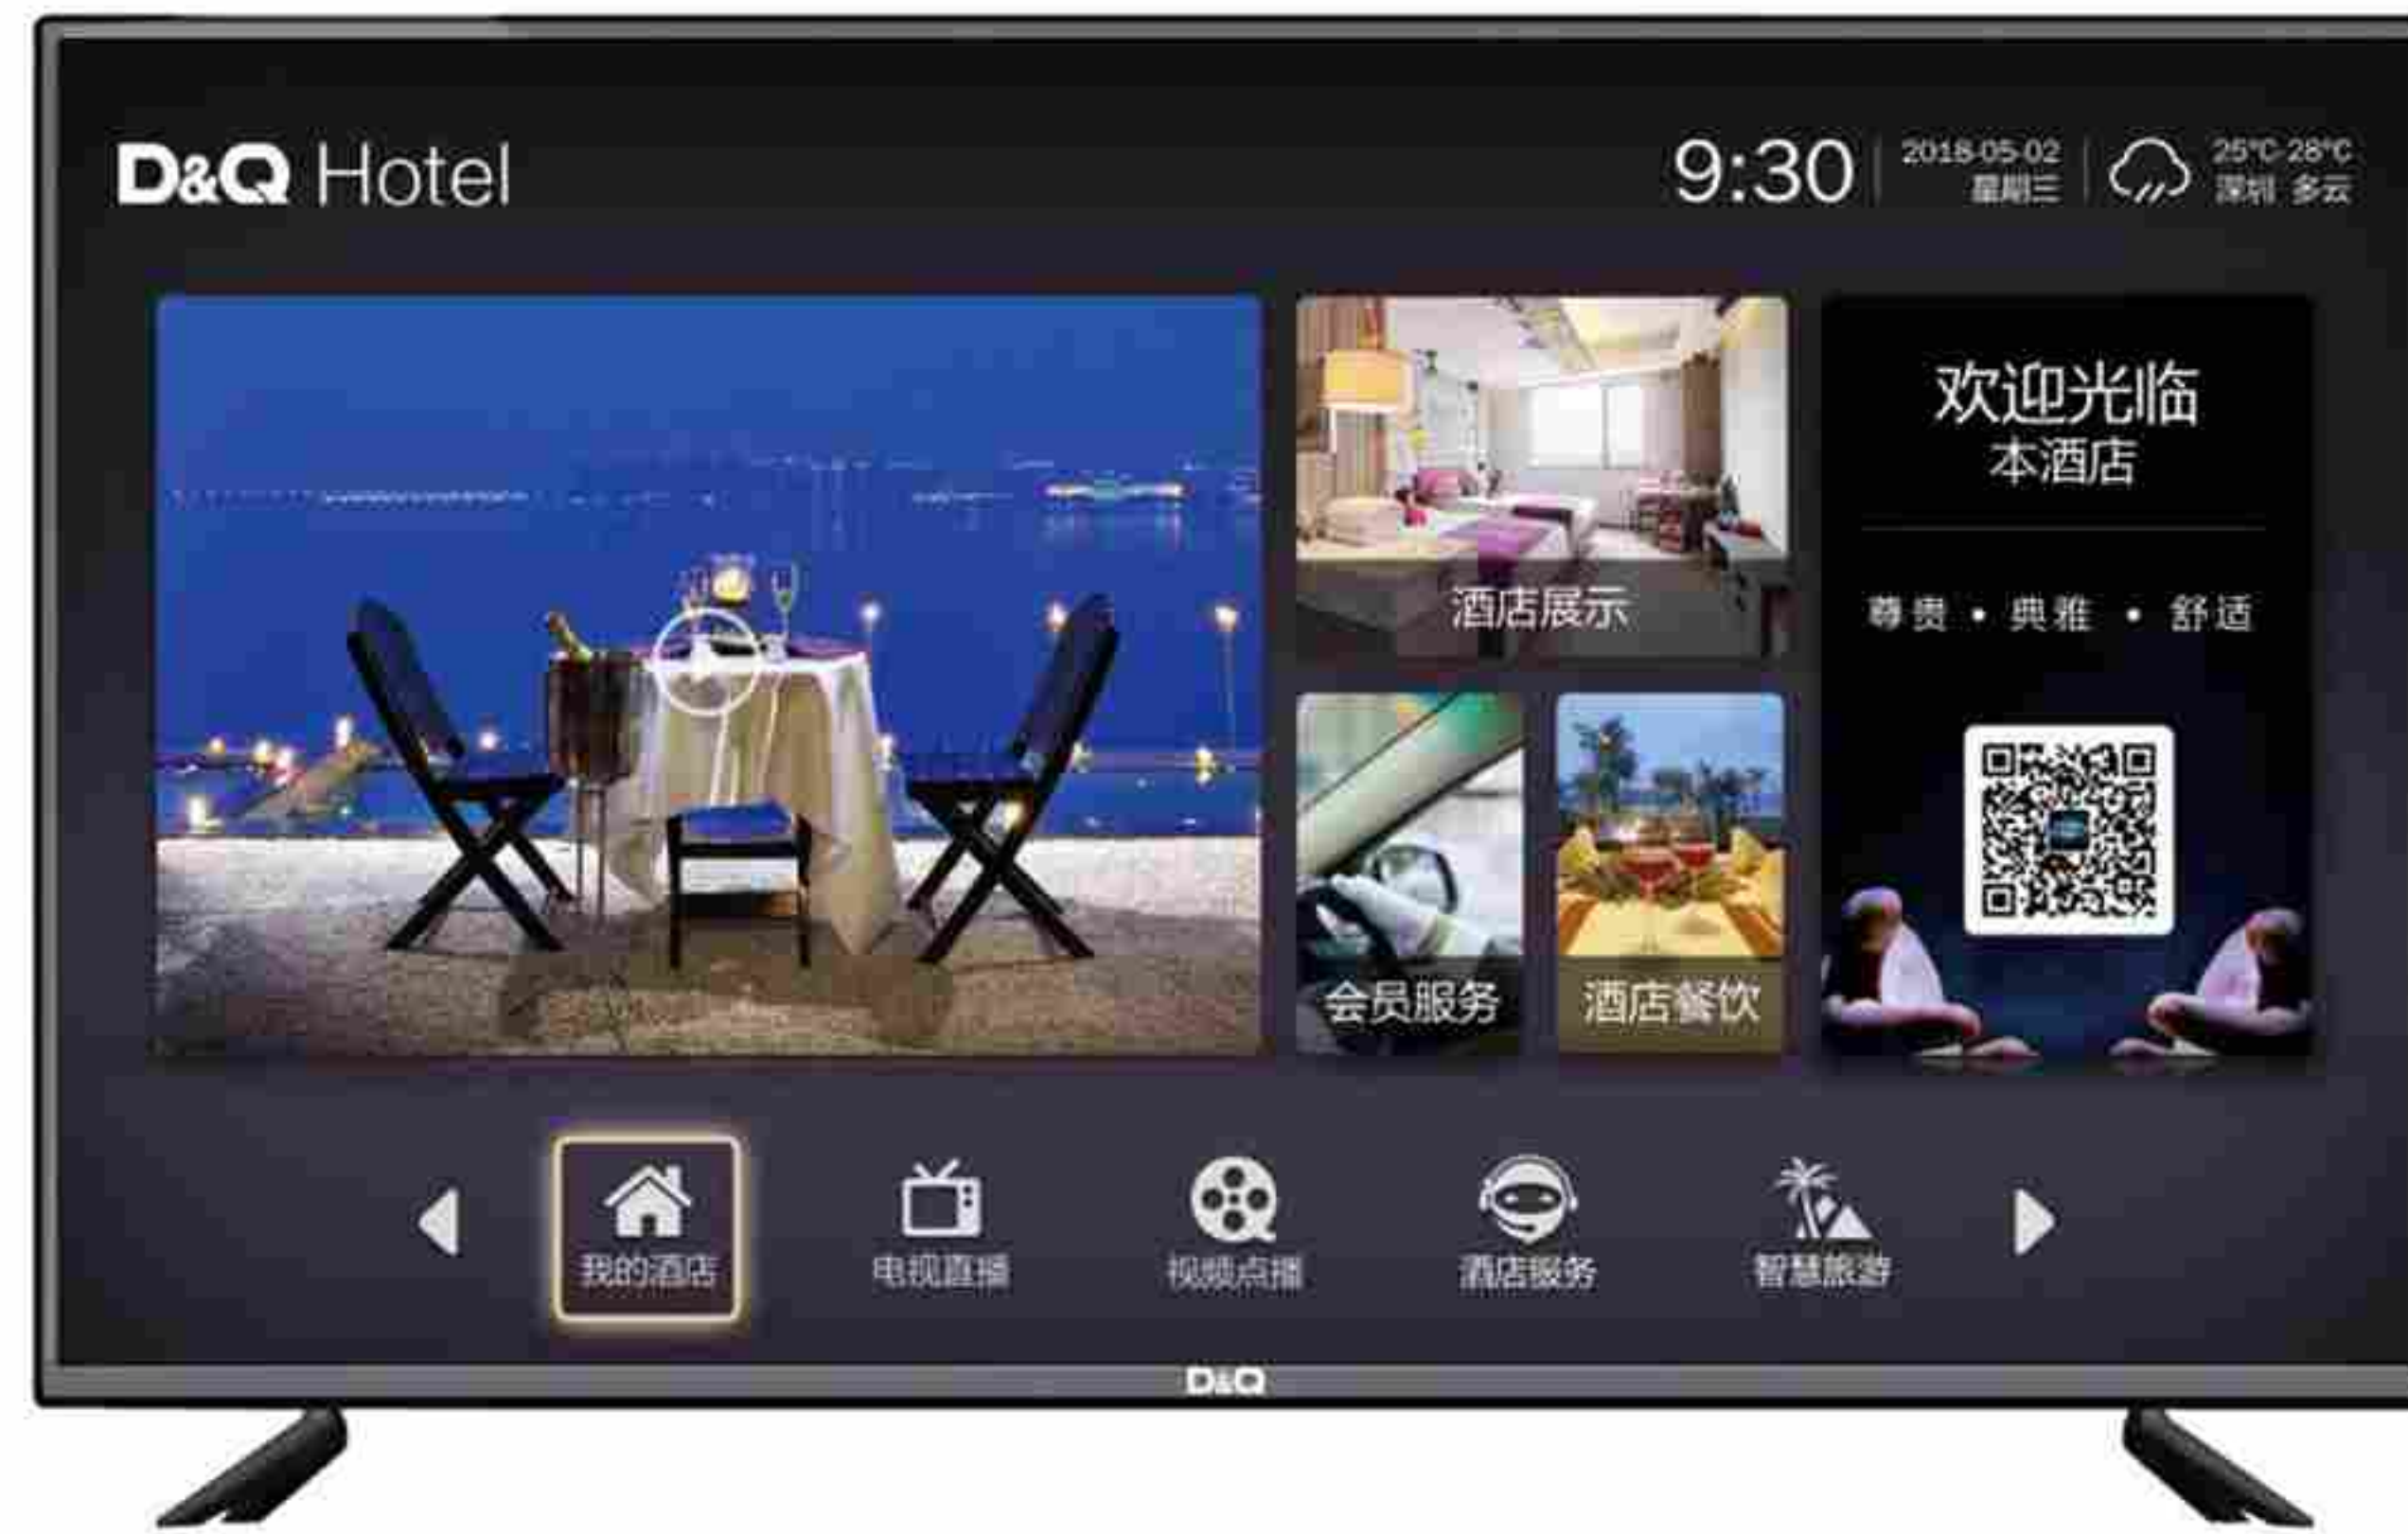 D&Q Hotel
9:30
2018-05-02
星期三
25°C-28°C
深圳 多云
欢迎光临
本酒店
尊贵 · 典雅 · 舒适
酒店展示
会员服务
酒店餐饮
我的酒店
电视直播
视频点播
酒店服务
智慧旅游
D&Q